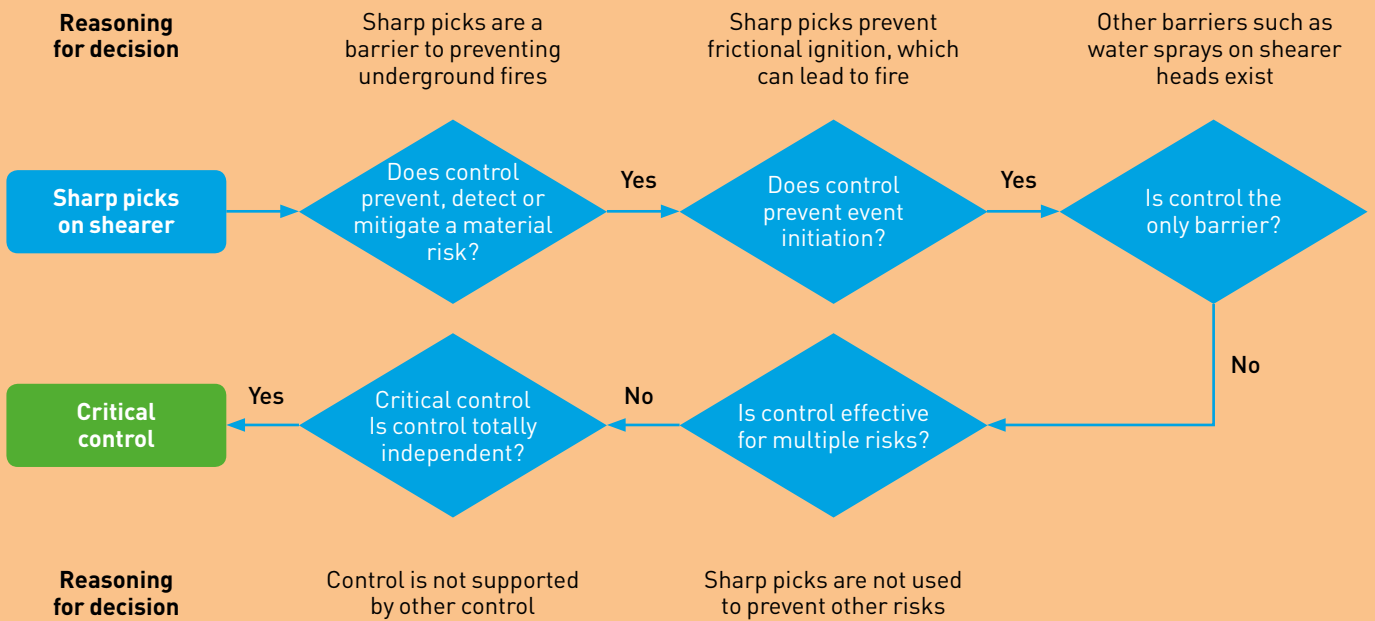 Reasoning
for decision
Sharp picks are a
barrier to preventing
underground fires
Sharp picks prevent
frictional ignition, which
can lead to fire
Other barriers such as
water sprays on shearer
heads exist
Sharp picks
on shearer
Does control
prevent, detect or
mitigate a material
risk?
Yes
Does control
prevent event
initiation?
Yes
Is control the
only barrier?
No
Critical
control
Yes
Critical control
Is control totally
independent?
No
Is control effective
for multiple risks?
Reasoning
for decision
Control is not supported
by other control
Sharp picks are not used
to prevent other risks